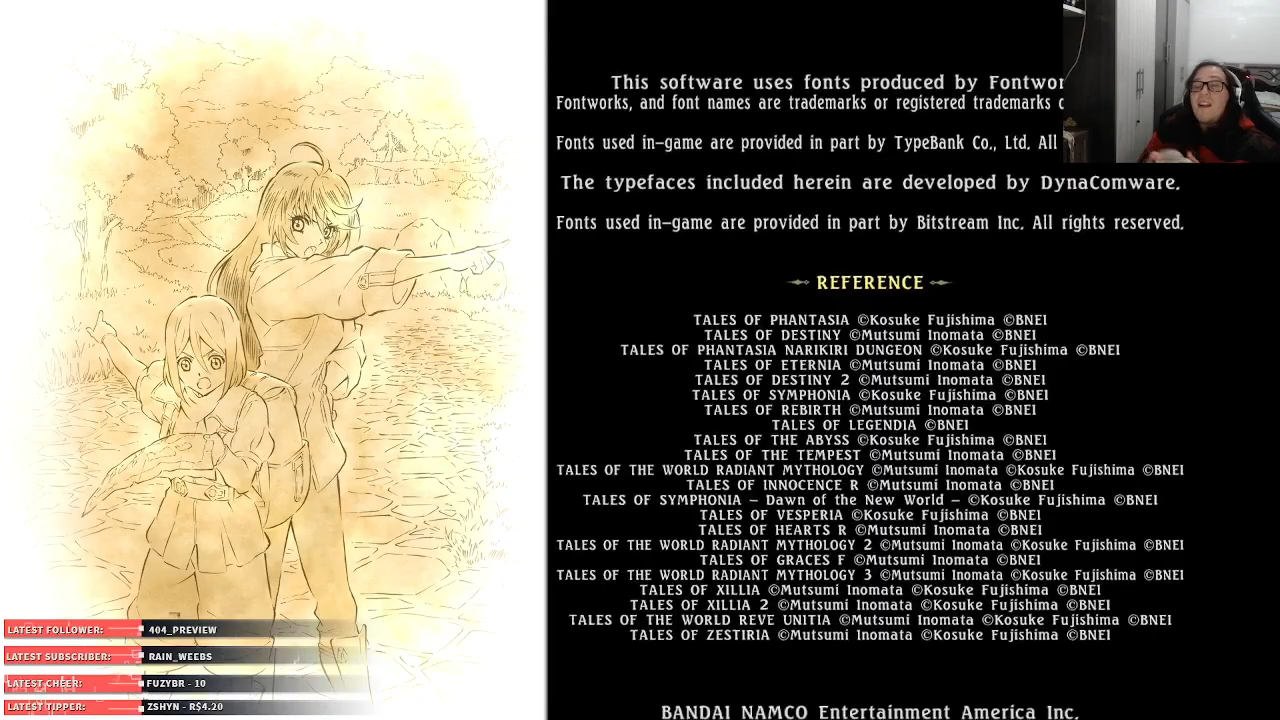 This software uses fonts produced by
Fontworks, and font names are trademarks or registered trademarks
Fonts used in-game are provided in part by TypeBank Co., Ltd. All
The typefaces included herein are developed by DynaComware.
Fonts used in-game are provided in part by Bitstream Inc. All rights reserved.
REFERENCE
TALES OF PHANTASIA ©Kosuke Fujishima ©BNEI
TALES OF DESTINY ©Mutsumi Inomata ©BNEI
TALES OF PHANTASIA NARIKIRI DUNGEON ©Kosuke Fujishima ©BNEI
TALES OF ETERNIA ©Mutsumi Inomata ©BNEI
TALES OF DESTINY 2 ©Mutsumi Inomata ©BNEI
TALES OF SYMPHONIA ©Kosuke Fujishima ©BNEI
TALES OF REBIRTH ©Mutsumi Inomata ©BNEI
TALES OF LEGENDIA ©BNEI
TALES OF THE ABYSS ©Kosuke Fujishima ©BNEI
TALES OF THE TEMPEST ©Mutsumi Inomata ©BNEI
TALES OF THE WORLD RADIANT MYTHOLOGY ©Mutsumi Inomata ©Kosuke Fujishima ©BNEI
TALES OF INNOCENCE R ©Mutsumi Inomata ©BNEI
TALES OF SYMPHONIA – Dawn of the New World – ©Kosuke Fujishima ©BNEI
TALES OF VESPERIA ©Kosuke Fujishima ©BNEI
TALES OF HEARTS R ©Mutsumi Inomata ©BNEI
TALES OF THE WORLD RADIANT MYTHOLOGY 2 ©Mutsumi Inomata ©Kosuke Fujishima ©BNEI
TALES OF GRACES F ©Mutsumi Inomata ©BNEI
TALES OF THE WORLD RADIANT MYTHOLOGY 3 ©Mutsumi Inomata ©Kosuke Fujishima ©BNEI
TALES OF XILLIA ©Mutsumi Inomata ©Kosuke Fujishima ©BNEI
TALES OF XILLIA 2 ©Mutsumi Inomata ©Kosuke Fujishima ©BNEI
TALES OF THE WORLD REVE UNITIA ©Mutsumi Inomata ©Kosuke Fujishima ©BNEI
TALES OF ZESTIRIA ©Mutsumi Inomata ©Kosuke Fujishima ©BNEI
BANDAI NAMCO Entertainment America Inc.
LATEST FOLLOWER: 404_PREVIEW
LATEST SUBSCRIBER: RAIN_WEEBS
LATEST CHEER: FUZYBR - 10
LATEST TIPPER: ZSHYN - R$4.20